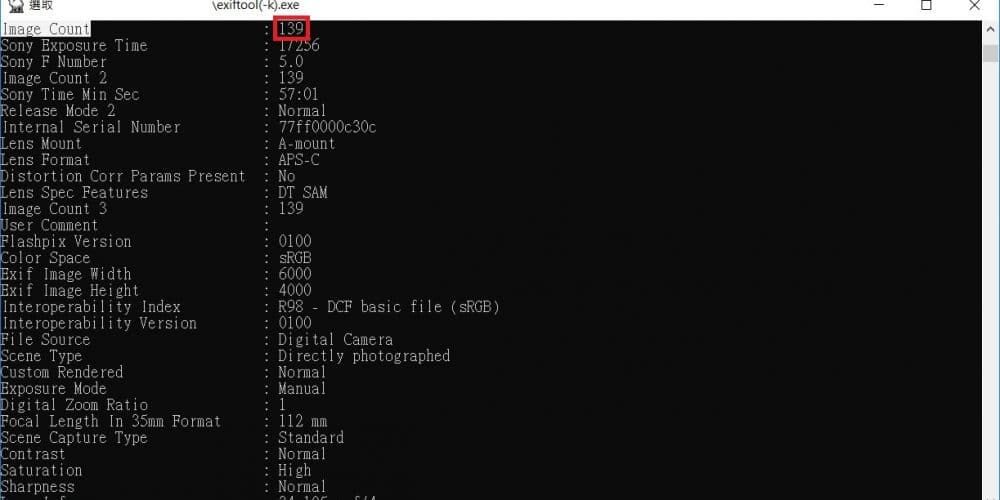 選取 \exiftool(-k).exe
Image Count : 139
Sony Exposure Time : 1/256
Sony F Number : 5.0
Image Count 2 : 139
Sony Time Min Sec : 57:01
Release Mode 2 : Normal
Internal Serial Number : 77ff0000c30c
Lens Mount : A-mount
Lens Format : APS-C
Distortion Corr Params Present : No
Lens Spec Features : DT SAM
Image Count 3 : 139
User Comment :
Flashpix Version : 0100
Color Space : sRGB
Exif Image Width : 6000
Exif Image Height : 4000
Interoperability Index : R98 - DCF basic file (sRGB)
Interoperability Version : 0100
File Source : Digital Camera
Scene Type : Directly photographed
Custom Rendered : Normal
Exposure Mode : Manual
Digital Zoom Ratio : 1
Focal Length In 35mm Format : 112 mm
Scene Capture Type : Standard
Contrast : Normal
Saturation : High
Sharpness : Normal